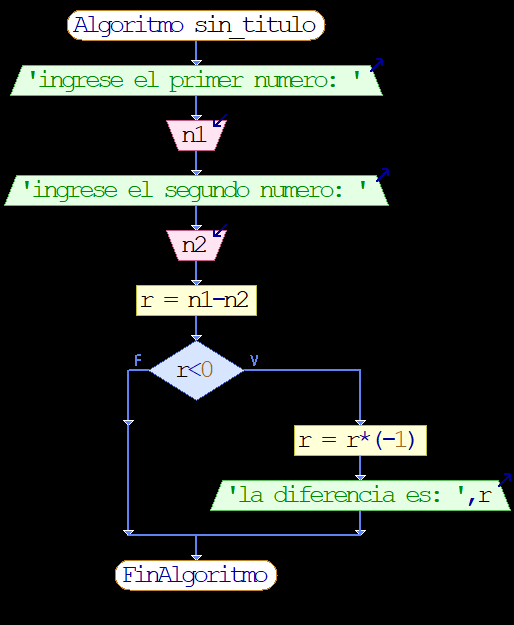 Algoritmo sin_titulo
'ingrese el primer numero: '
n1
'ingrese el segundo numero: '
n2
r = n1-n2
F
r<0
V
r = r*(-1)
'la diferencia es: ',r
FinAlgoritmo